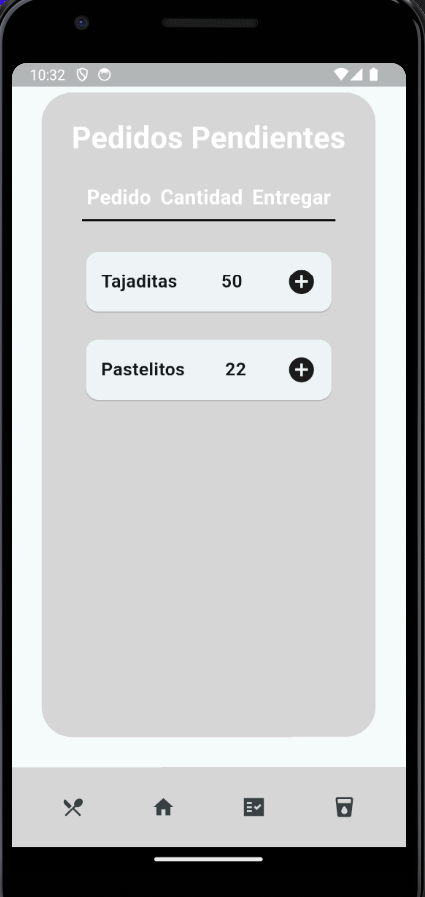 10:32
Pedidos Pendientes
Pedido Cantidad Entregar
Tajaditas 50
Pastelitos 22